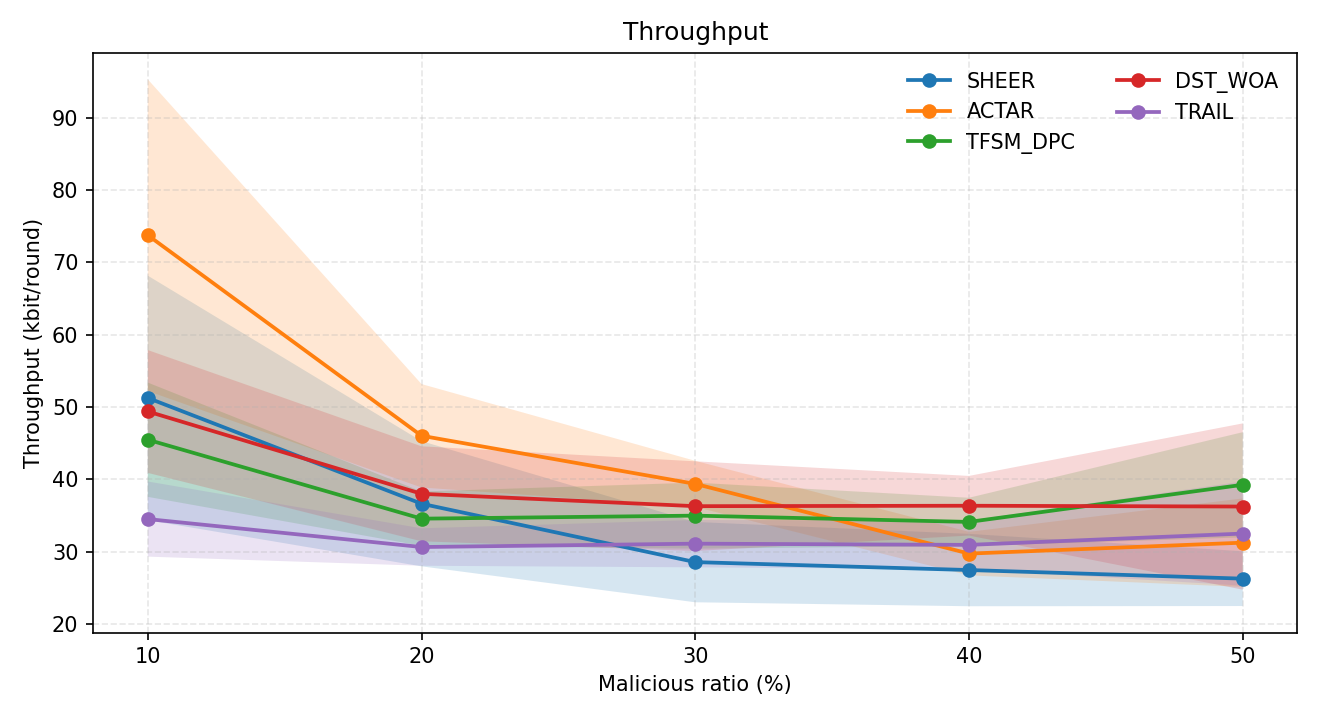 Throughput
Throughput (kbit/round)
90
80
70
60
50
40
30
20
SHEER
ACTAR
TFSM_DPC
DST_WOA
TRAIL
10
20
30
40
50
Malicious ratio (%)